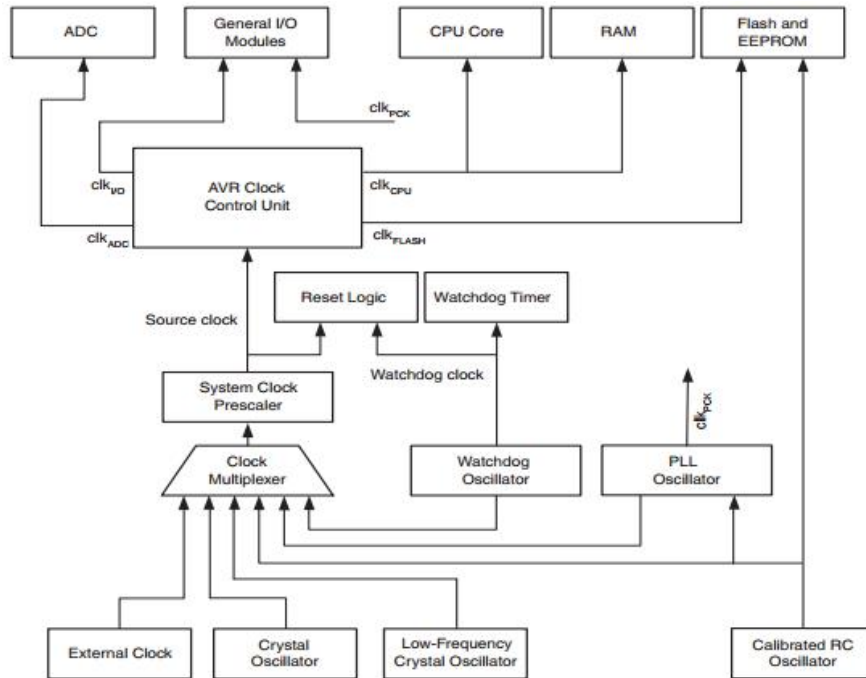 ADC
General I/O
Modules
CPU Core
RAM
Flash and
EEPROM
clkPCK
clkI/O
AVR Clock
Control Unit
clkCPU
clkADC
clkFLASH
Reset Logic
Watchdog Timer
Source clock
Watchdog clock
System Clock
Prescaler
clkPCK
Clock
Multiplexer
Watchdog
Oscillator
PLL
Oscillator
External Clock
Crystal
Oscillator
Low-Frequency
Crystal Oscillator
Calibrated RC
Oscillator